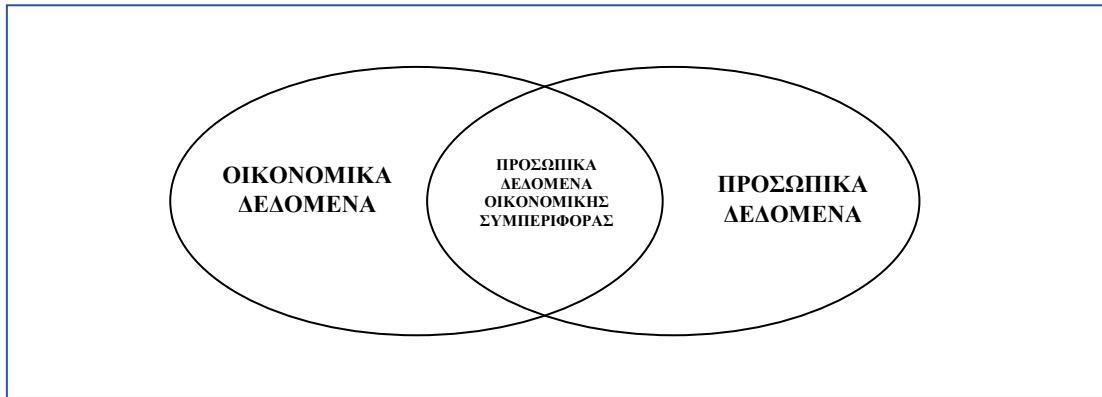 ΟΙΚΟΝΟΜΙΚΑ
ΔΕΔΟΜΕΝΑ
ΠΡΟΣΩΠΙΚΑ
ΔΕΔΟΜΕΝΑ
ΟΙΚΟΝΟΜΙΚΗΣ
ΣΥΜΠΕΡΙΦΟΡΑΣ
ΠΡΟΣΩΠΙΚΑ
ΔΕΔΟΜΕΝΑ